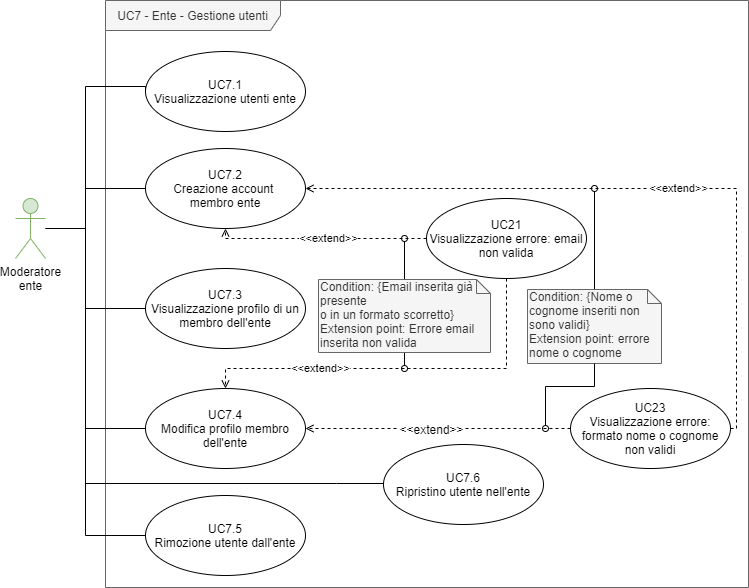 UC7 - Ente - Gestione utenti
UC7.1
Visualizzazione utenti ente
UC7.2
Creazione account
membro ente
<<extend>>
UC21
Visualizzazione errore: email
non valida
<<extend>>
Moderatore
ente
UC7.3
Visualizzazione profilo di un
membro dell'ente
Condition: {Email inserita già
presente
o in un formato scorretto}
Extension point: Errore email
inserita non valida
Condition: {Nome o
cognome inseriti non
sono validi}
Extension point: errore
nome o cognome
<<extend>>
UC7.4
Modifica profilo membro
dell'ente
<<extend>>
UC23
Visualizzazione errore:
formato nome o cognome
non validi
UC7.6
Ripristino utente nell'ente
UC7.5
Rimozione utente dall'ente